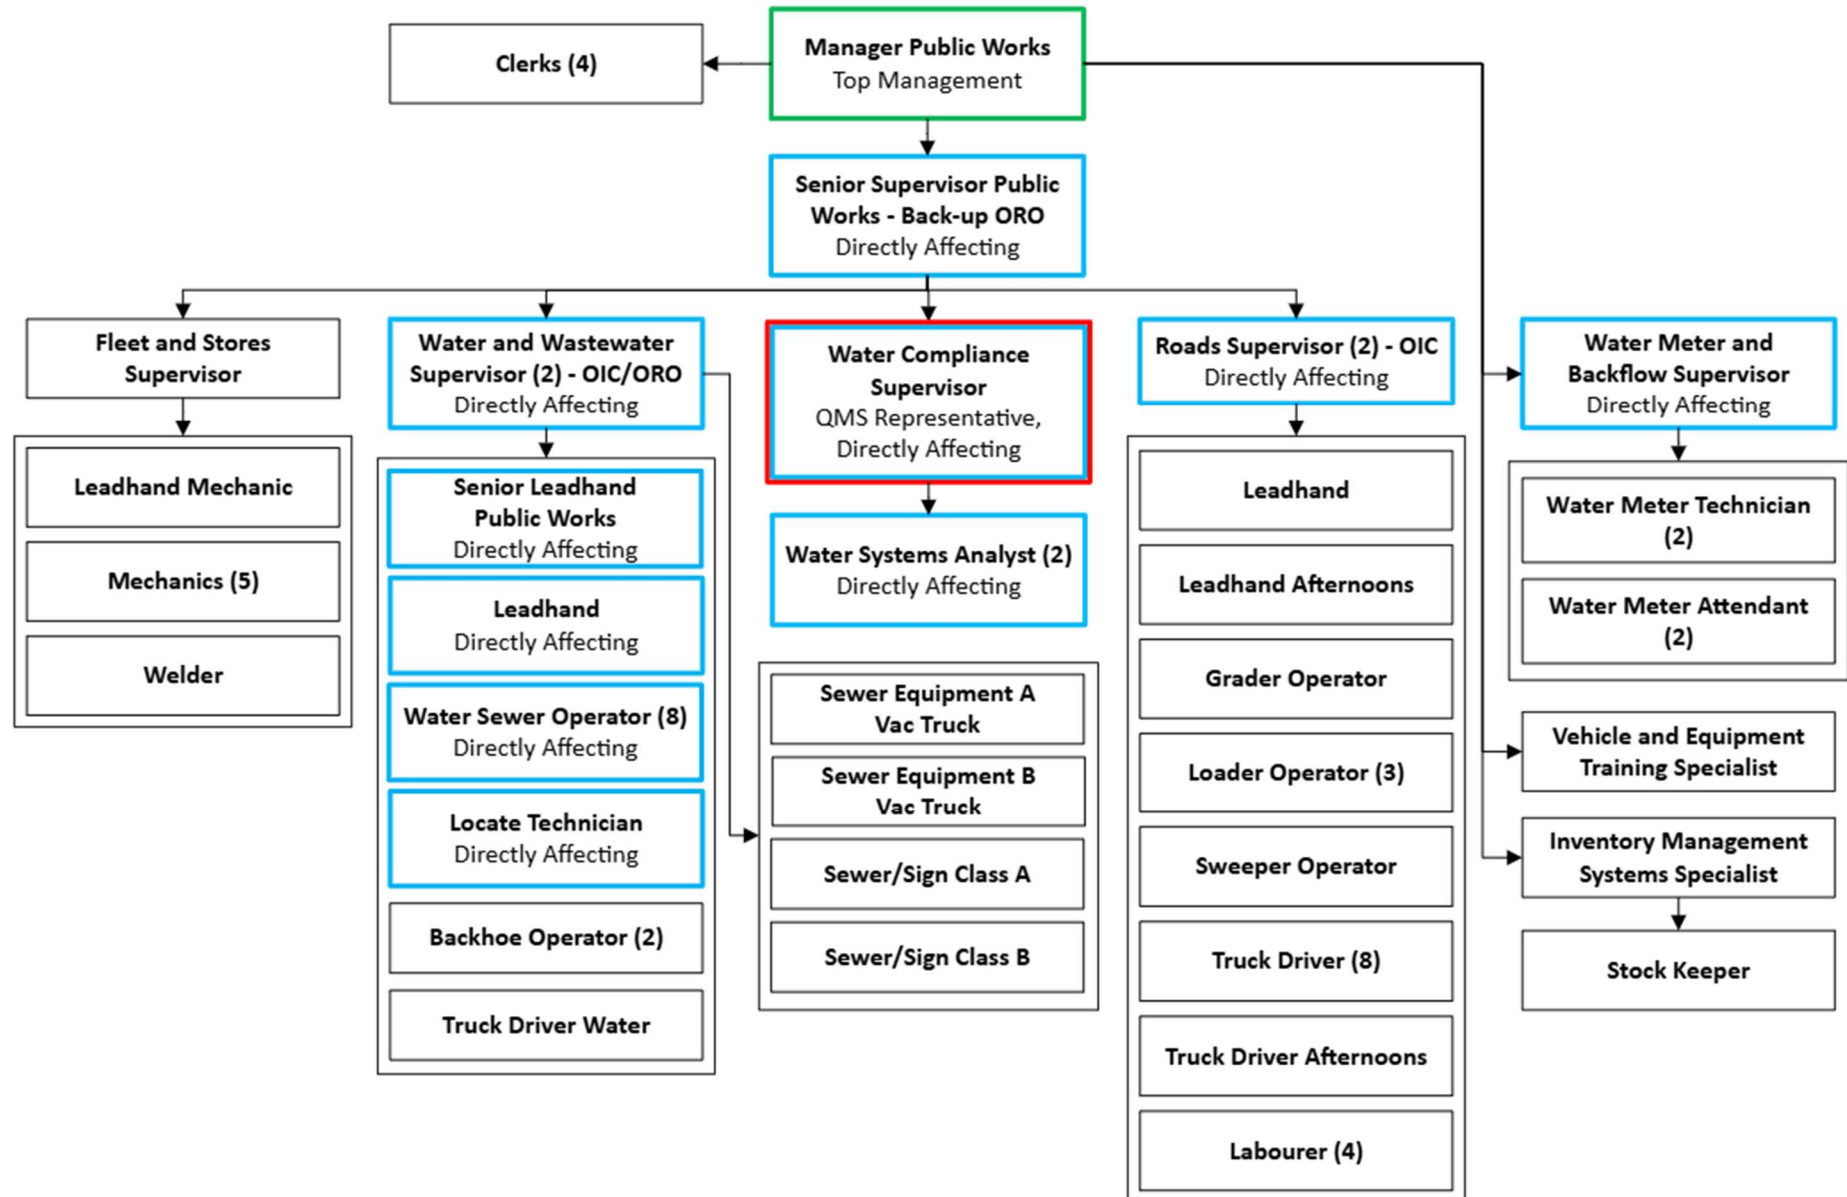 Clerks (4)
Manager Public Works
Top Management
Senior Supervisor Public
Works - Back-up ORO
Directly Affecting
Fleet and Stores
Supervisor
Leadhand Mechanic
Mechanics (5)
Welder
Water and Wastewater
Supervisor (2) - OIC/ORO
Directly Affecting
Senior Leadhand
Public Works
Directly Affecting
Leadhand
Directly Affecting
Water Sewer Operator (8)
Directly Affecting
Locate Technician
Directly Affecting
Backhoe Operator (2)
Truck Driver Water
Water Compliance
Supervisor
QMS Representative,
Directly Affecting
Water Systems Analyst (2)
Directly Affecting
Sewer Equipment A
Vac Truck
Sewer Equipment B
Vac Truck
Sewer/Sign Class A
Sewer/Sign Class B
Roads Supervisor (2) - OIC
Directly Affecting
Leadhand
Leadhand Afternoons
Grader Operator
Loader Operator (3)
Sweeper Operator
Truck Driver (8)
Truck Driver Afternoons
Labourer (4)
Water Meter and
Backflow Supervisor
Directly Affecting
Water Meter Technician
(2)
Water Meter Attendant
(2)
Vehicle and Equipment
Training Specialist
Inventory Management
Systems Specialist
Stock Keeper